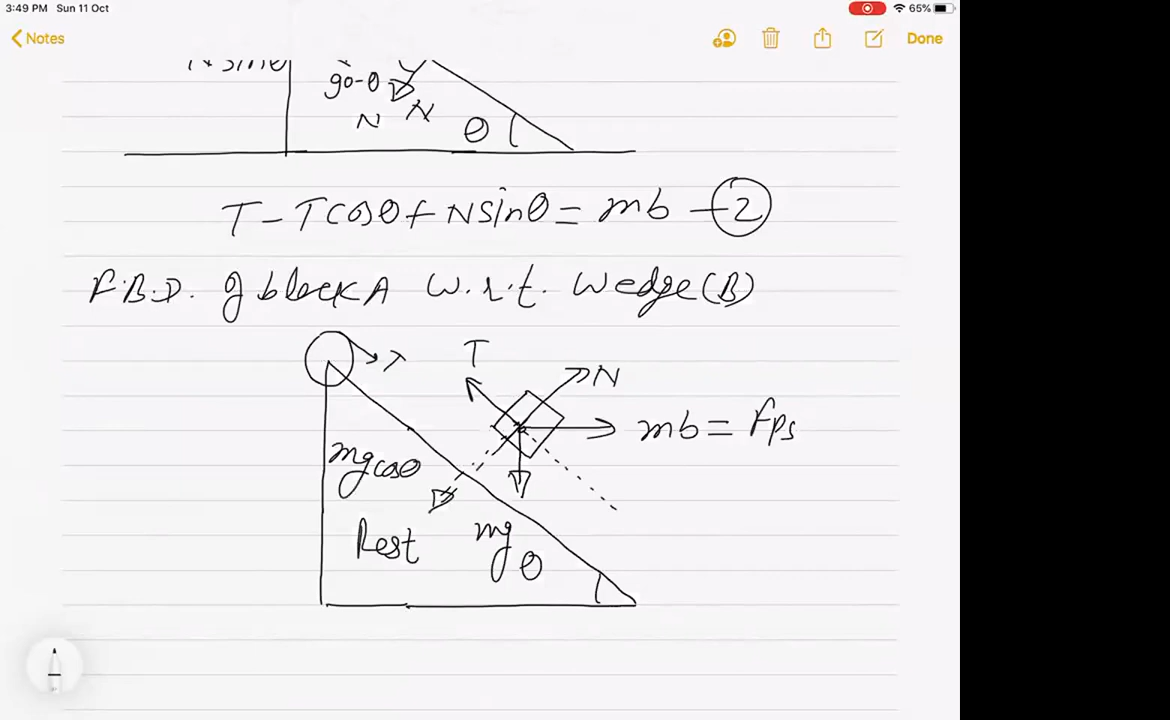 3:49 PM Sun 11 Oct
65%
Notes
Done
N sinθ
90-θ
N
N
θ
T - T cosθ + N sinθ = mb - 2
F.B.D. of block A w.r.t. Wedge (B)
T
T
N
mb = Fps
mg cosθ
Rest
mg
θ